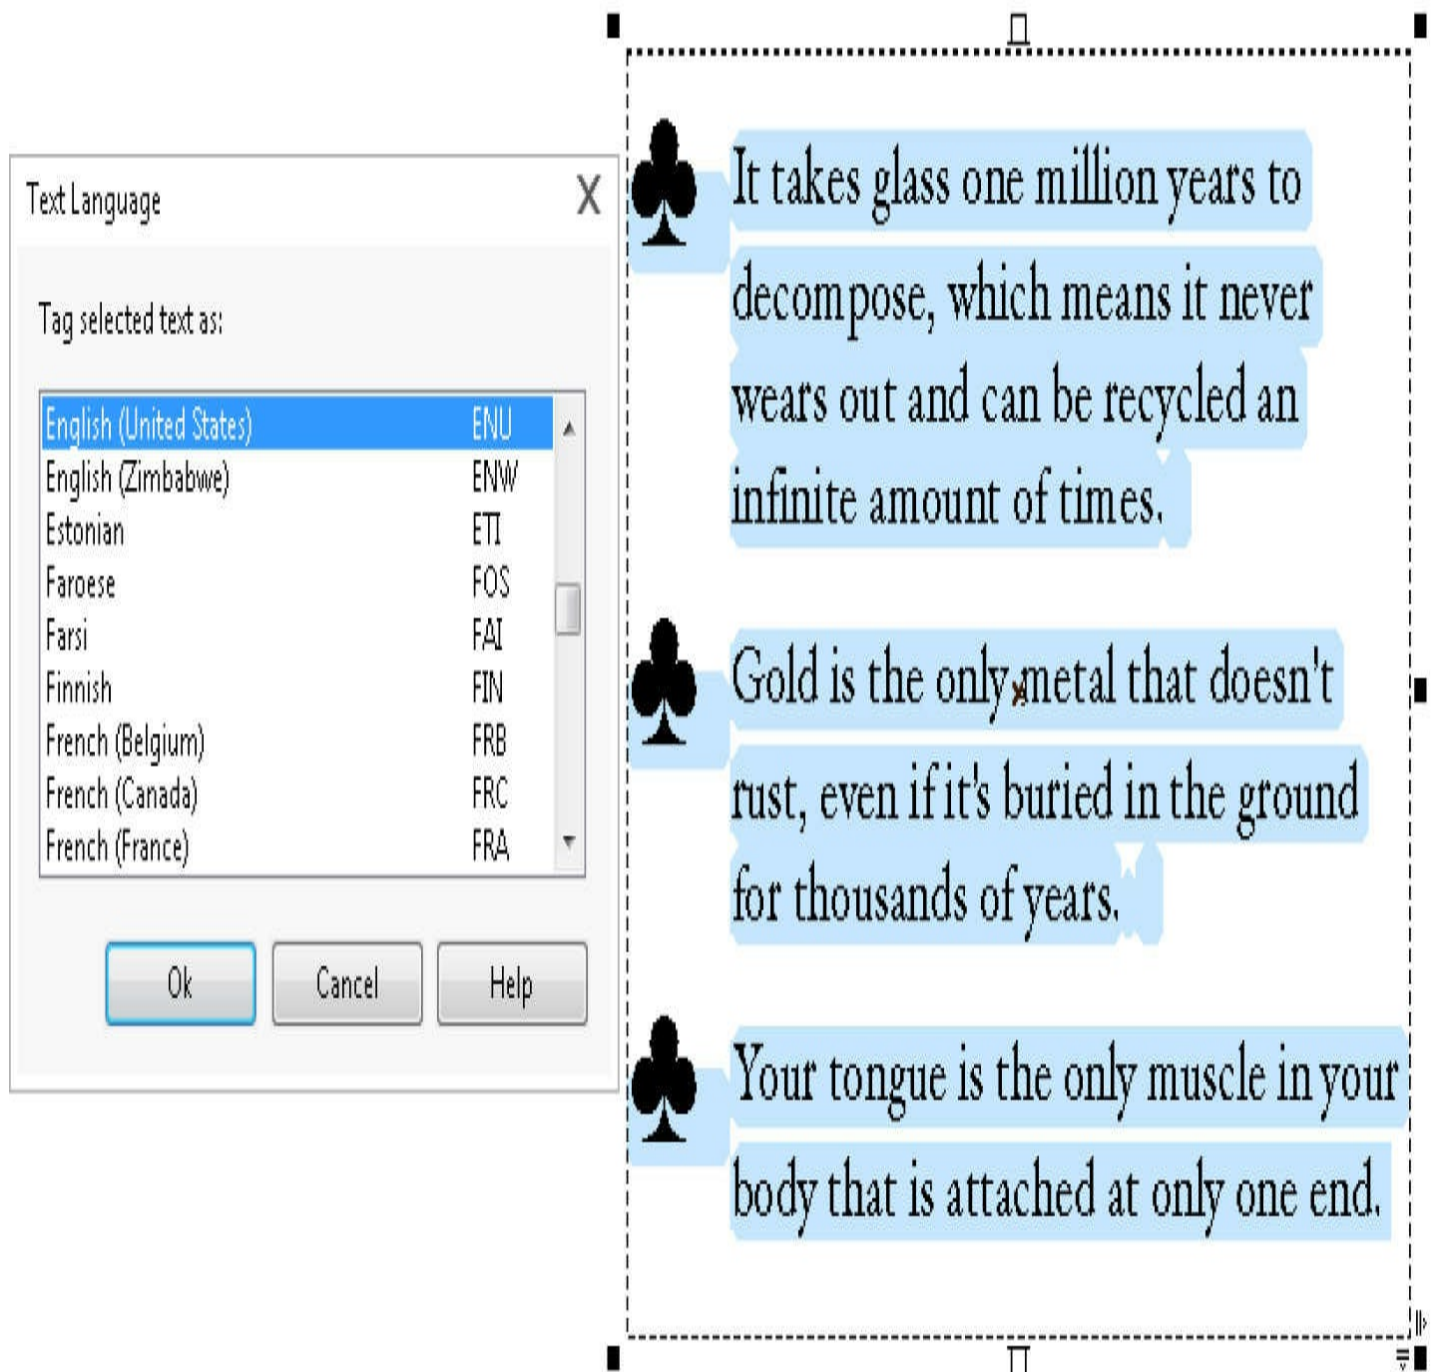 Text Language X
Tag selected text as:
English (United States) ENU
English (Zimbabwe) ENW
Estonian ETI
Faroese FOS
Farsi FAI
Finnish FIN
French (Belgium) FRB
French (Canada) FRC
French (France) FRA
Ok Cancel Help
It takes glass one million years to
decompose, which means it never
wears out and can be recycled an
infinite amount of times.
Gold is the only metal that doesn't
rust, even if it's buried in the ground
for thousands of years.
Your tongue is the only muscle in your
body that is attached at only one end.